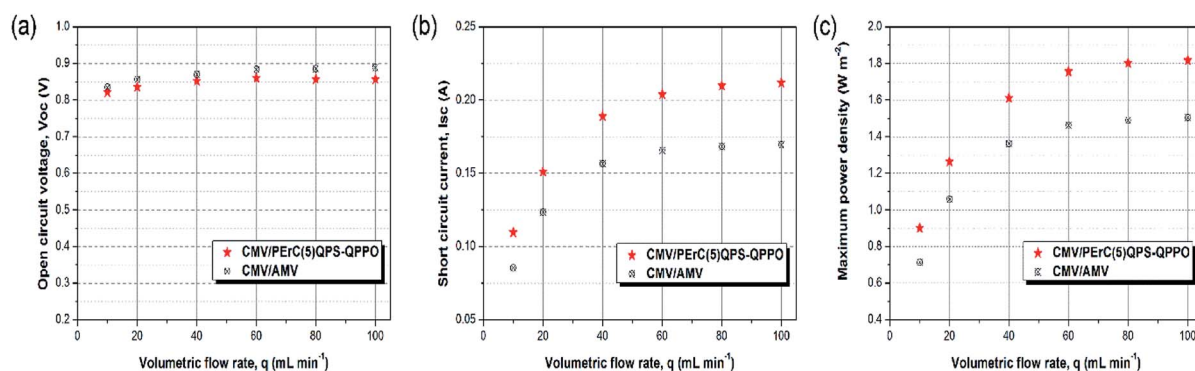 (a)
Open circuit voltage, Voc (V)
1.0
0.9
0.8
0.7
0.6
0.5
0.4
0.3
0.2
CMV/PErC(5)QPS-QPPO
CMV/AMV
0 20 40 60 80 100
Volumetric flow rate, q (mL min⁻¹)
(b)
Short circuit current, Isc (A)
0.25
0.20
0.15
0.10
0.05
CMV/PErC(5)QPS-QPPO
CMV/AMV
0 20 40 60 80 100
Volumetric flow rate, q (mL min⁻¹)
(c)
Maximum power density (W m⁻²)
2.0
1.8
1.6
1.4
1.2
1.0
0.8
0.6
0.4
CMV/PErC(5)QPS-QPPO
CMV/AMV
0 20 40 60 80 100
Volumetric flow rate, q (mL min⁻¹)